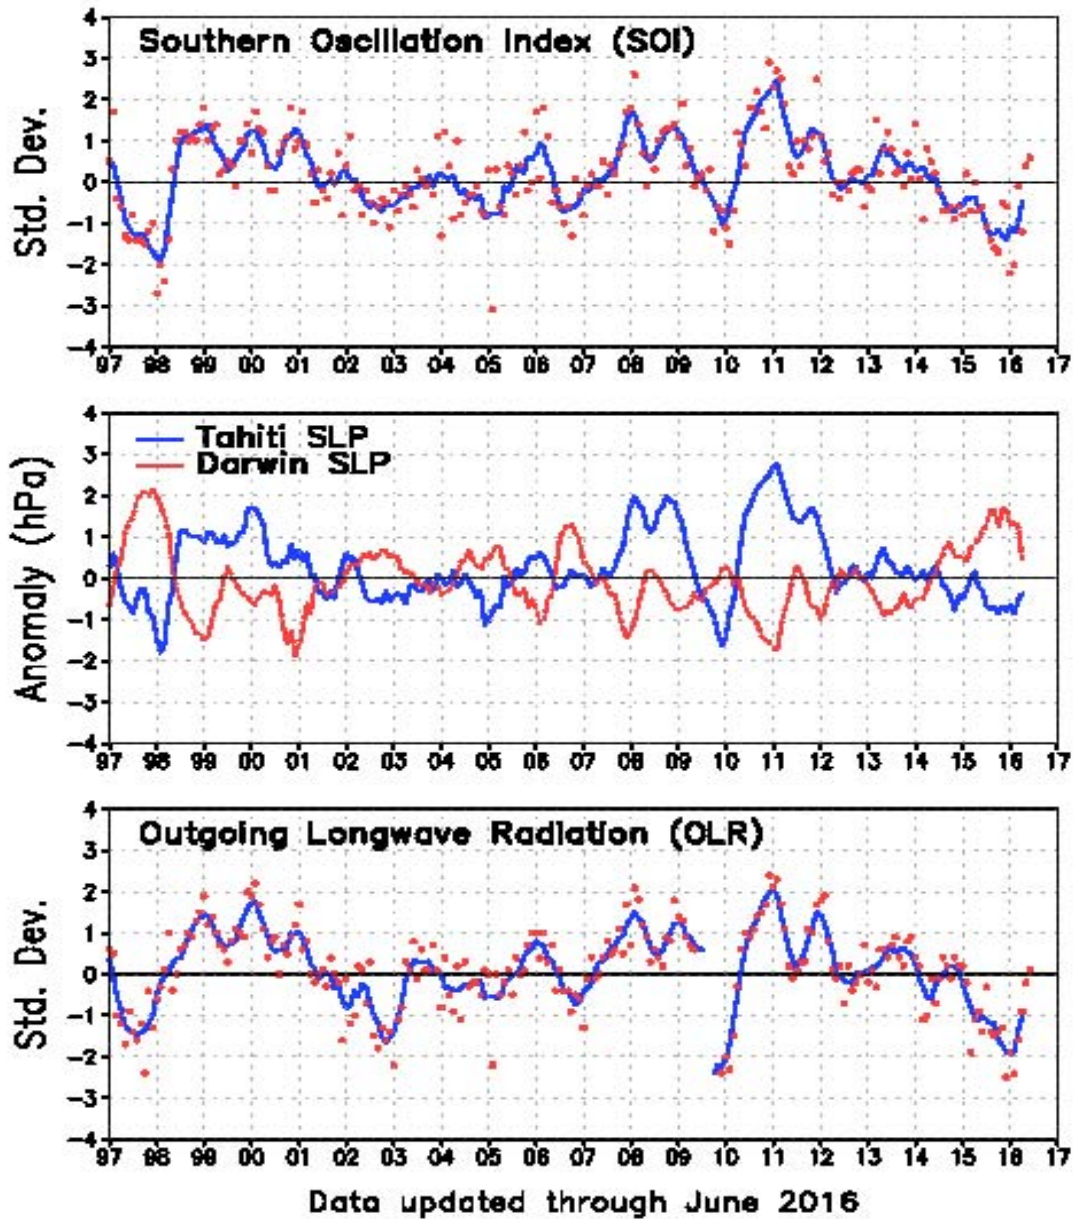 Southern Oscillation Index (SOI)
Std. Dev.
4
3
2
1
0
-1
-2
-3
-4
97 98 99 00 01 02 03 04 05 06 07 08 09 10 11 12 13 14 15 16 17
Tahiti SLP
Darwin SLP
Anomaly (hPa)
4
3
2
1
0
-1
-2
-3
-4
97 98 99 00 01 02 03 04 05 06 07 08 09 10 11 12 13 14 15 16 17
Outgoing Longwave Radiation (OLR)
Std. Dev.
4
3
2
1
0
-1
-2
-3
-4
97 98 99 00 01 02 03 04 05 06 07 08 09 10 11 12 13 14 15 16 17
Data updated through June 2016